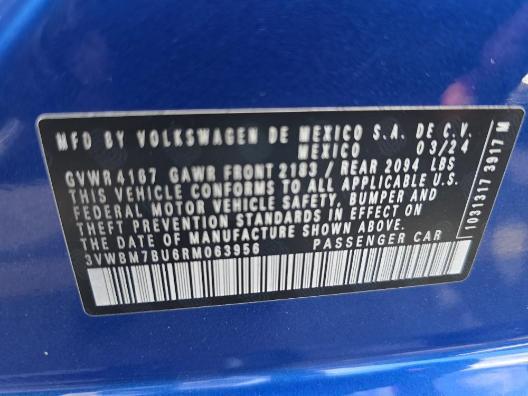 MFD BY VOLKSWAGEN DE MEXICO S.A. DE C.V.
MEXICO 03/24
GVWR 4167 GAWR FRONT 2183 / REAR 2094 LBS
THIS VEHICLE CONFORMS TO ALL APPLICABLE U.S.
FEDERAL MOTOR VEHICLE SAFETY, BUMPER AND
THEFT PREVENTION STANDARDS IN EFFECT ON
THE DATE OF MANUFACTURE SHOWN ABOVE.
3VWBM7BU6RM063956 PASSENGER CAR
1031317 3917 M